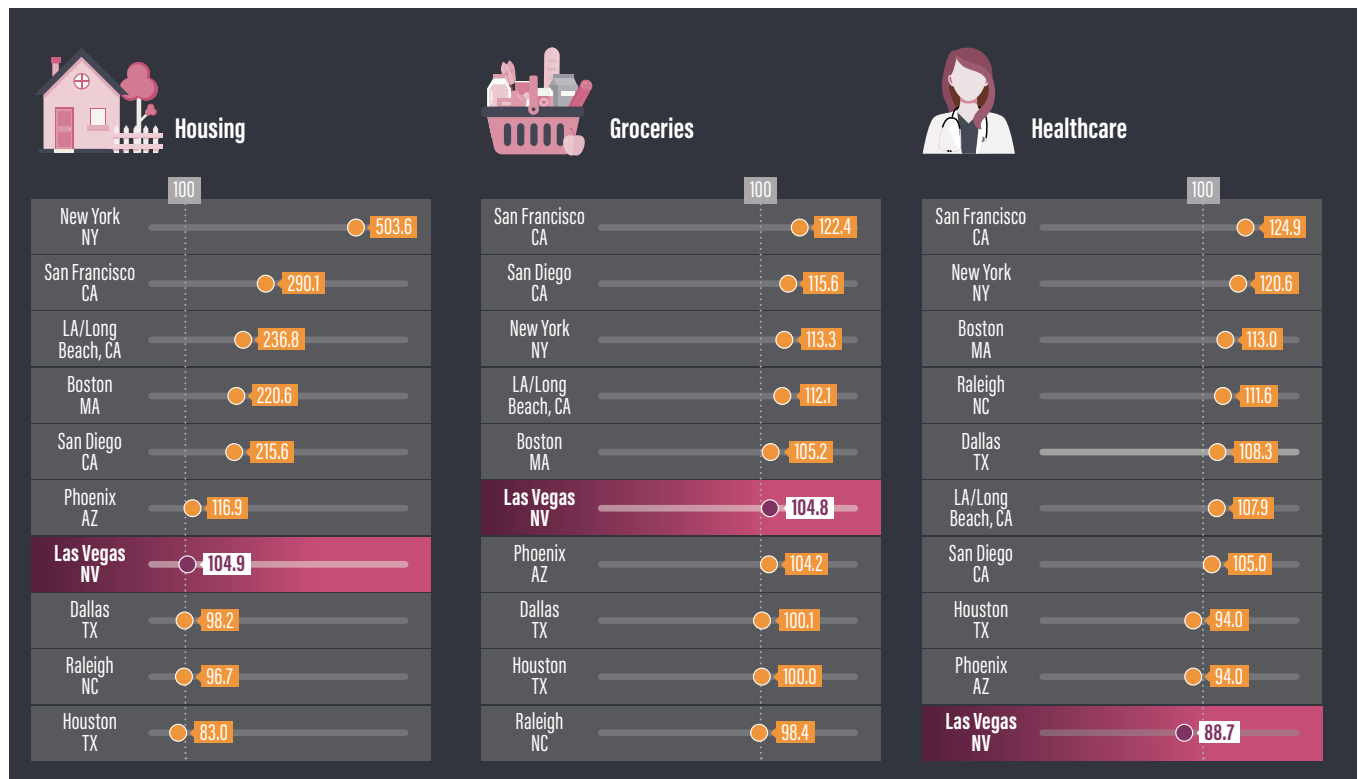 Housing
100
New York
NY
503.6
San Francisco
CA
290.1
LA/Long
Beach, CA
236.8
Boston
MA
220.6
San Diego
CA
215.6
Phoenix
AZ
116.9
Las Vegas
NV
104.9
Dallas
TX
98.2
Raleigh
NC
96.7
Houston
TX
83.0
Groceries
100
San Francisco
CA
122.4
San Diego
CA
115.6
New York
NY
113.3
LA/Long
Beach, CA
112.1
Boston
MA
105.2
Las Vegas
NV
104.8
Phoenix
AZ
104.2
Dallas
TX
100.1
Houston
TX
100.0
Raleigh
NC
98.4
Healthcare
100
San Francisco
CA
124.9
New York
NY
120.6
Boston
MA
113.0
Raleigh
NC
111.6
Dallas
TX
108.3
LA/Long
Beach, CA
107.9
San Diego
CA
105.0
Houston
TX
94.0
Phoenix
AZ
94.0
Las Vegas
NV
88.7